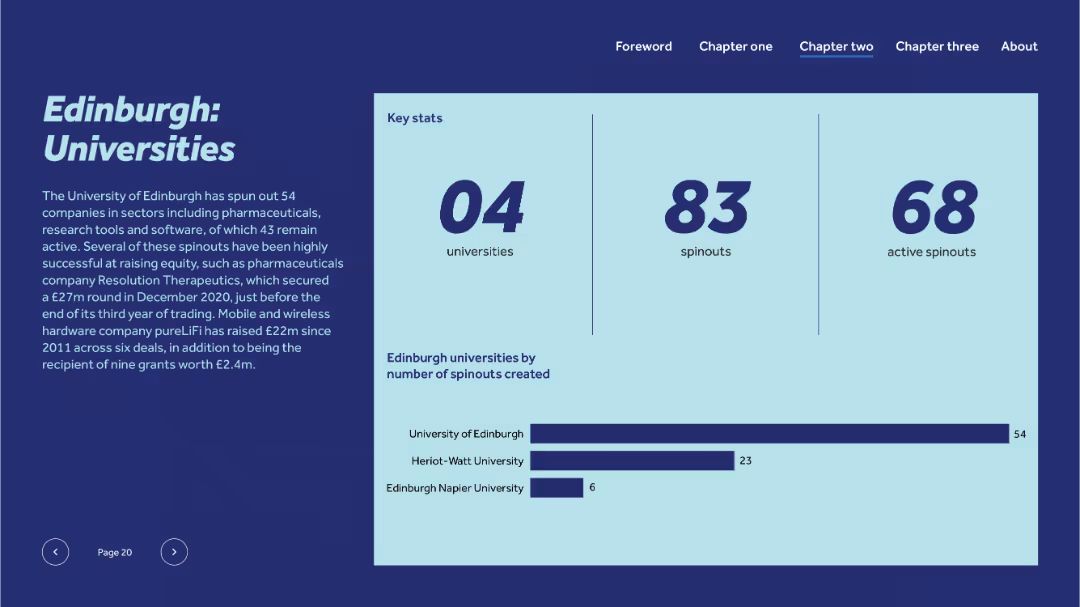 Foreword Chapter one Chapter two Chapter three About
Edinburgh:
Universities
The University of Edinburgh has spun out 54
companies in sectors including pharmaceuticals,
research tools and software, of which 43 remain
active. Several of these spinouts have been highly
successful at raising equity, such as pharmaceuticals
company Resolution Therapeutics, which secured
a £27m round in December 2020, just before the
end of its third year of trading. Mobile and wireless
hardware company pureLiFi has raised £22m since
2011 across six deals, in addition to being the
recipient of nine grants worth £2.4m.
Key stats
04
universities
83
spinouts
68
active spinouts
Edinburgh universities by
number of spinouts created
University of Edinburgh 54
Heriot-Watt University 23
Edinburgh Napier University 6
Page 20